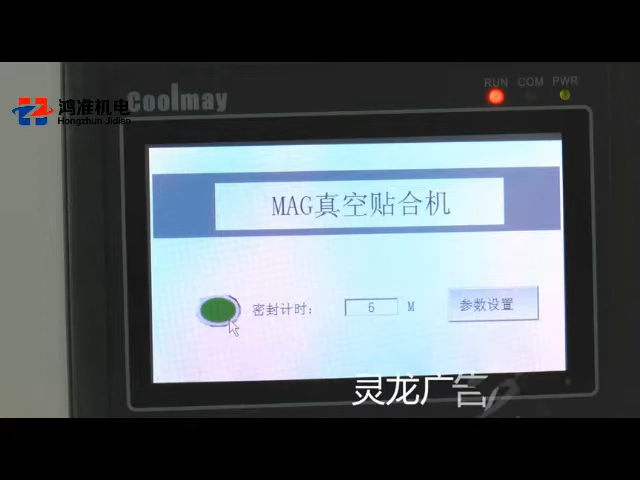 RUN COM PWR
鸿准机电
Hongzhun Jidien
Coolmay
MAG真空贴合机
密封计时: 6 M
参数设置
灵龙广告